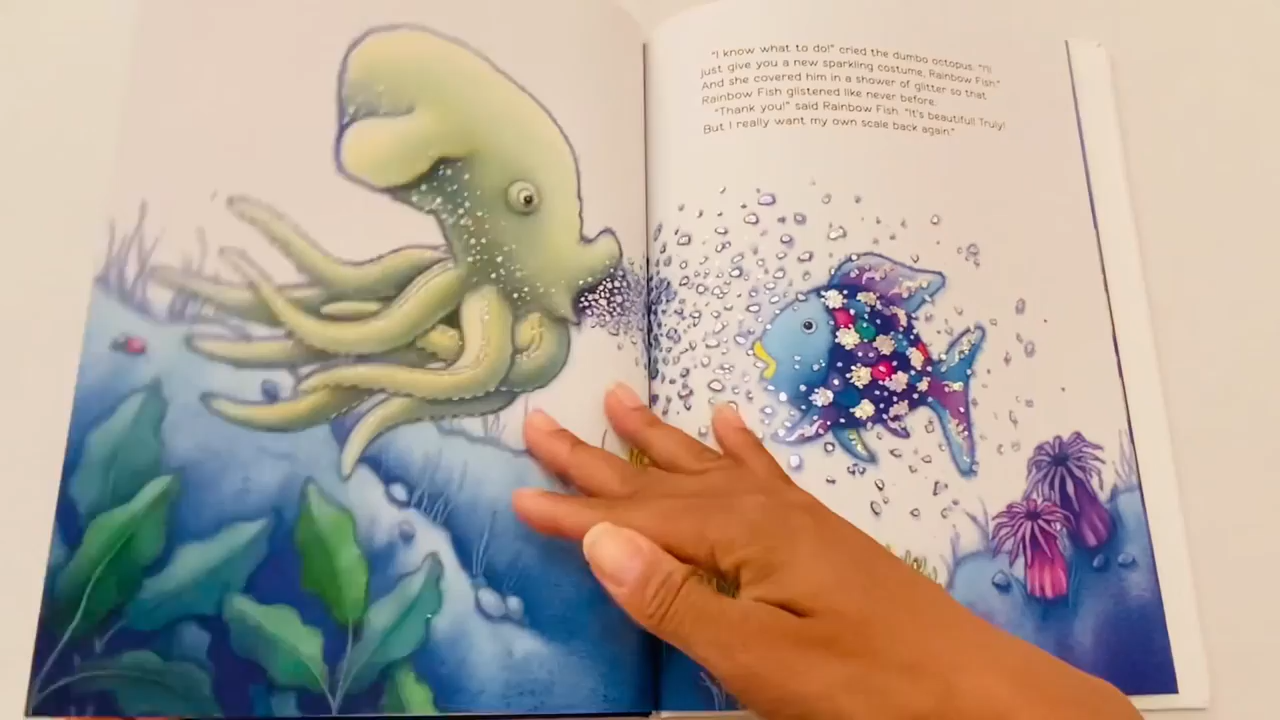 "I know what to do!" cried the dumbo octopus. "I'll
just give you a new sparkling costume, Rainbow Fish."
And she covered him in a shower of glitter so that
Rainbow Fish glistened like never before.
"Thank you!" said Rainbow Fish. "It's beautiful! Truly!
But I really want my own scale back again."